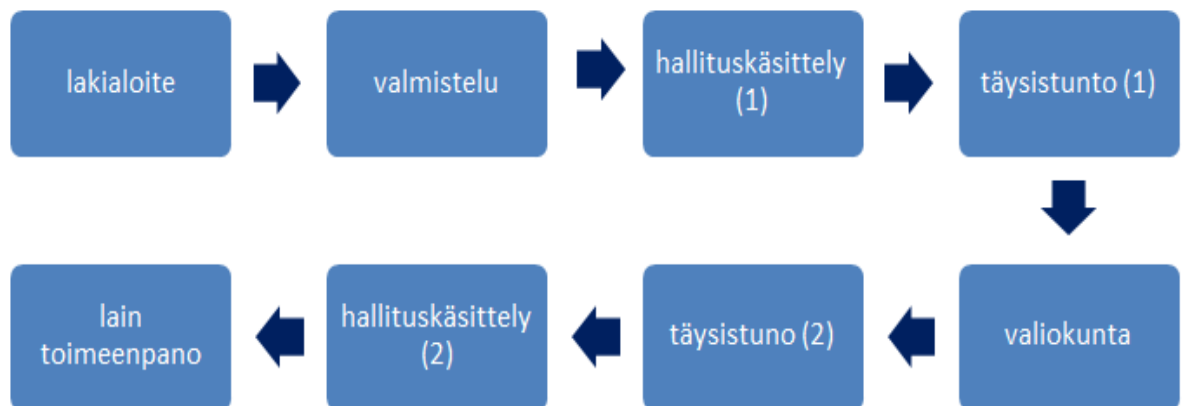 lakialoite
valmistelu
hallituskäsittely
(1)
täysistunto (1)
valiokunta
täysistuno (2)
hallituskäsittely
(2)
lain
toimeenpano